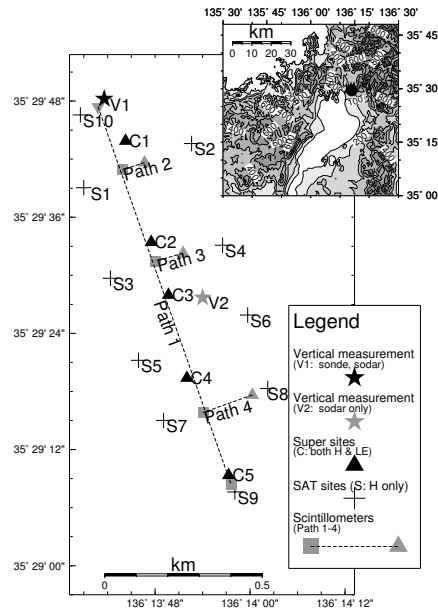 135˚ 30' 135˚ 45' 136˚ 00' 136˚ 15' 136˚ 30'
km
0 10 20 30
35˚ 45'
35˚ 30'
35˚ 15'
35˚ 00'
35˚ 29' 48"
35˚ 29' 36"
35˚ 29' 24"
35˚ 29' 12"
35˚ 29' 00"
V1
S10
C1
S2
Path 2
S1
C2
S4
Path 3
S3
C3
V2
Path 1
S6
S5
C4
S8
Path 4
S7
C5
S9
Legend
Vertical measurement
(V1: sonde, sodar)
Vertical measurement
(V2: sodar only)
Super sites
(C: both H & LE)
SAT sites (S: H only)
Scintillometers
(Path 1-4)
km
0.0 0.5
136˚ 13' 48" 136˚ 14' 00" 136˚ 14' 12"